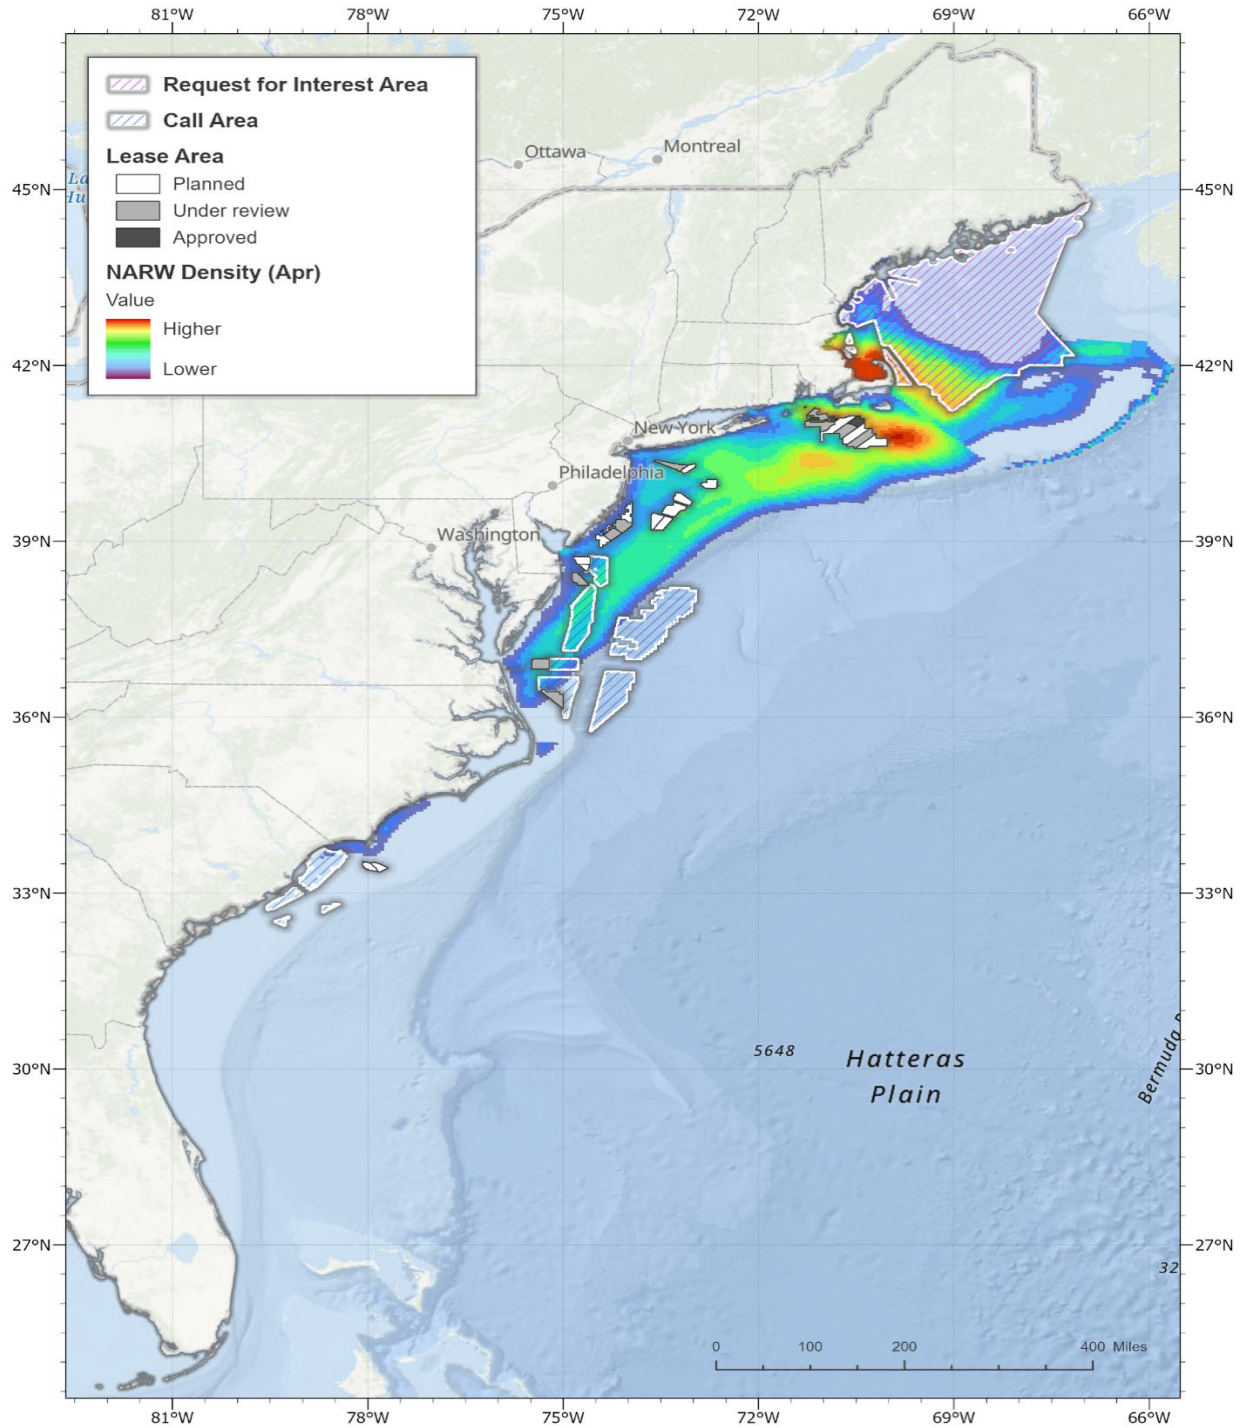 81°W 78°W 75°W 72°W 69°W 66°W
Request for Interest Area
Call Area
Lease Area
Planned
Under review
Approved
NARW Density (Apr)
Value
Higher
Lower
Ottawa
Montreal
45°N 45°N
La
Hu
42°N 42°N
New York
Philadelphia
Washington
39°N 39°N
36°N 36°N
33°N 33°N
5648
Hatteras
Plain
Bermuda
30°N 30°N
27°N 27°N
32
0 100 200 400 Miles
81°W 78°W 75°W 72°W 69°W 66°W